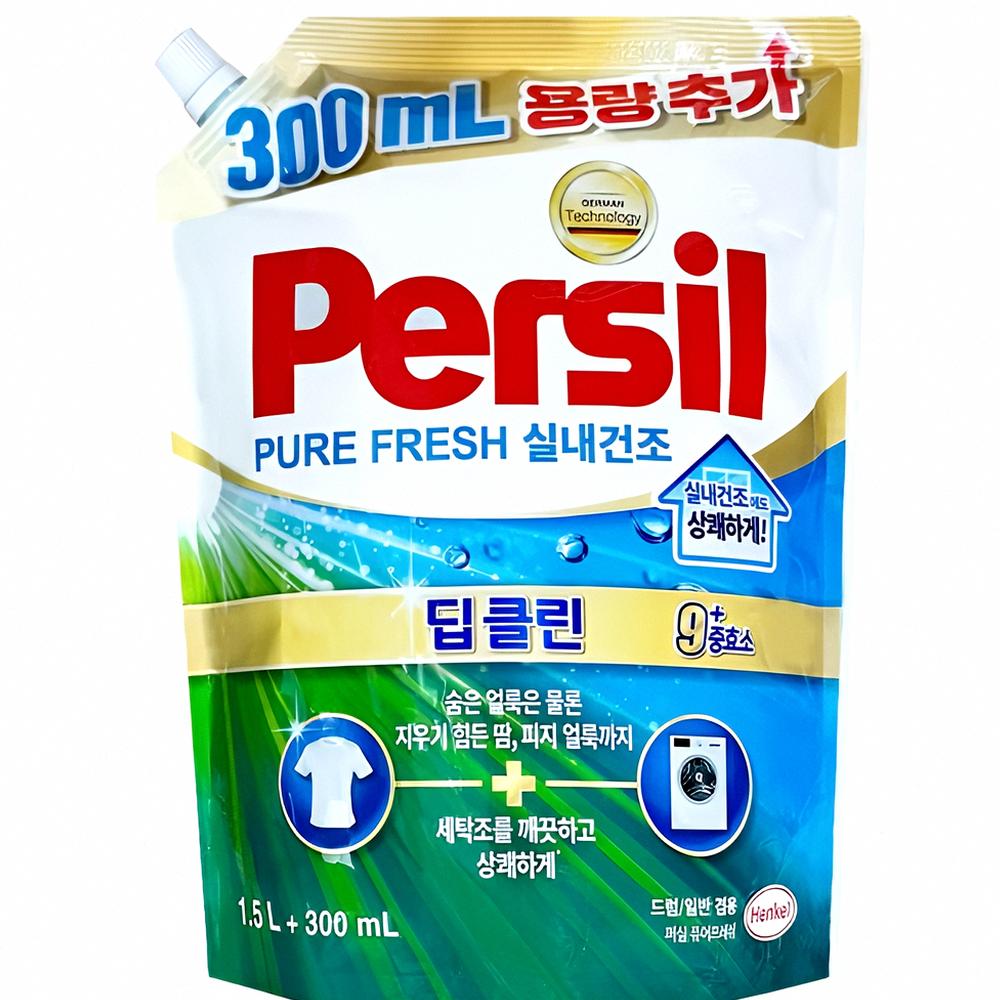 300 mL 용량 추가
GERMAN
Technology
Persil
PURE FRESH 실내건조
실내건조에도
상쾌하게!
딥 클린
9+
중효소
숨은 얼룩은 물론
지우기 힘든 땀, 피지 얼룩까지
세탁조를 깨끗하고
상쾌하게*
1.5 L + 300 mL
드럼/일반 겸용
퍼실 퓨어프레쉬
Henkel